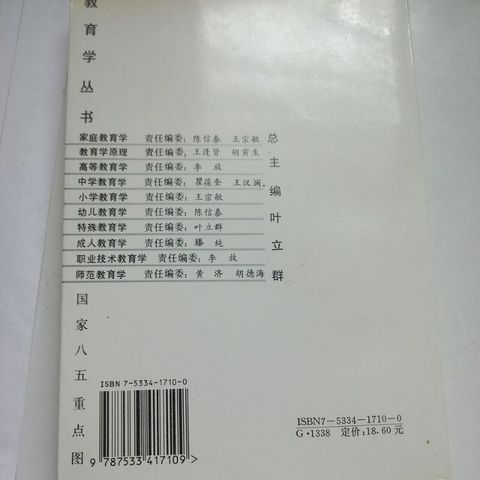 教育学丛书
家庭教育学 责任编委: 陈信泰 王宗敏
教育学原理 责任编委: 王逢贤 胡寅生
高等教育学 责任编委: 李 放
中学教育学 责任编委: 瞿葆奎 王汉澜
小学教育学 责任编委: 王宗敏
幼儿教育学 责任编委: 陈信泰
特殊教育学 责任编委: 叶立群
成人教育学 责任编委: 滕 纯
职业技术教育学 责任编委: 李 放
师范教育学 责任编委: 黄 济 胡德海
总主编叶立群
国家八五重点图
ISBN 7-5334-1710-0
9 787533 417109 >
ISBN7-5334-1710-0
G·1338 定价:18.60元